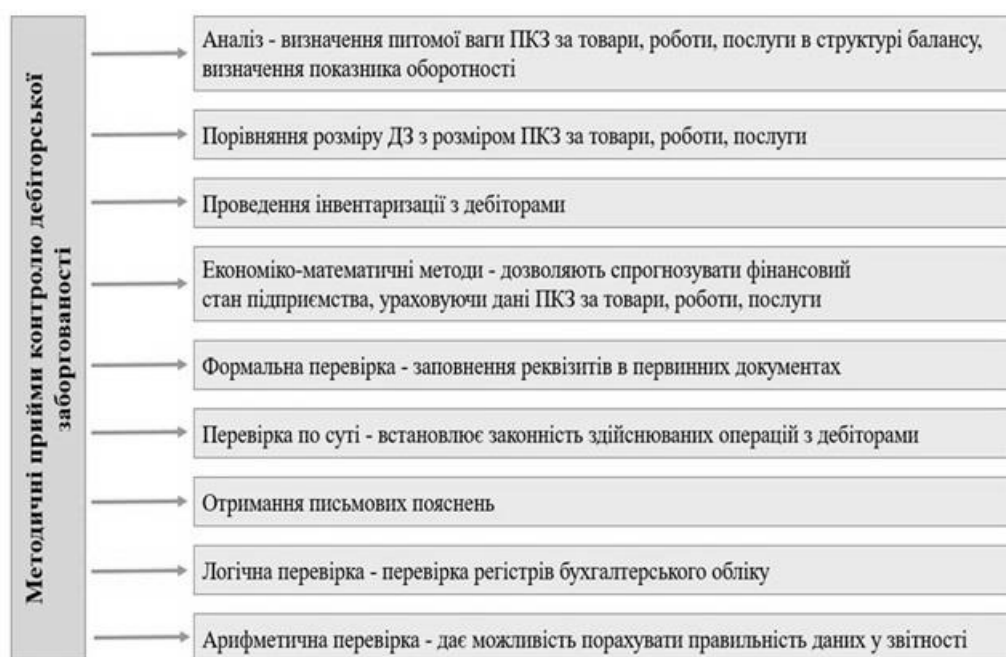 Методичні прийми контролю дебіторської
заборгованості
Аналіз - визначення питомої ваги ПКЗ за товари, роботи, послуги в структурі балансу,
визначення показника оборотності
Порівняння розміру ДЗ з розміром ПКЗ за товари, роботи, послуги
Проведення інвентаризації з дебіторами
Економіко-математичні методи - дозволяють спрогнозувати фінансовий
стан підприємства, ураховуючи дані ПКЗ за товари, роботи, послуги
Формальна перевірка - заповнення реквізитів в первинних документах
Перевірка по суті - встановлює законність здійснюваних операцій з дебіторами
Отримання письмових пояснень
Логічна перевірка - перевірка регістрів бухгалтерського обліку
Арифметична перевірка - дає можливість порахувати правильність даних у звітності